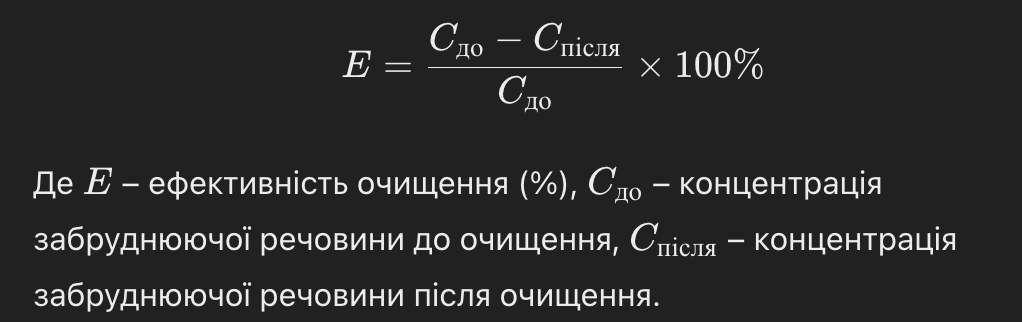 E = (C_до − C_після) / C_до × 100%
Де E – ефективність очищення (%), C_до – концентрація
забруднюючої речовини до очищення, C_після – концентрація
забруднюючої речовини після очищення.